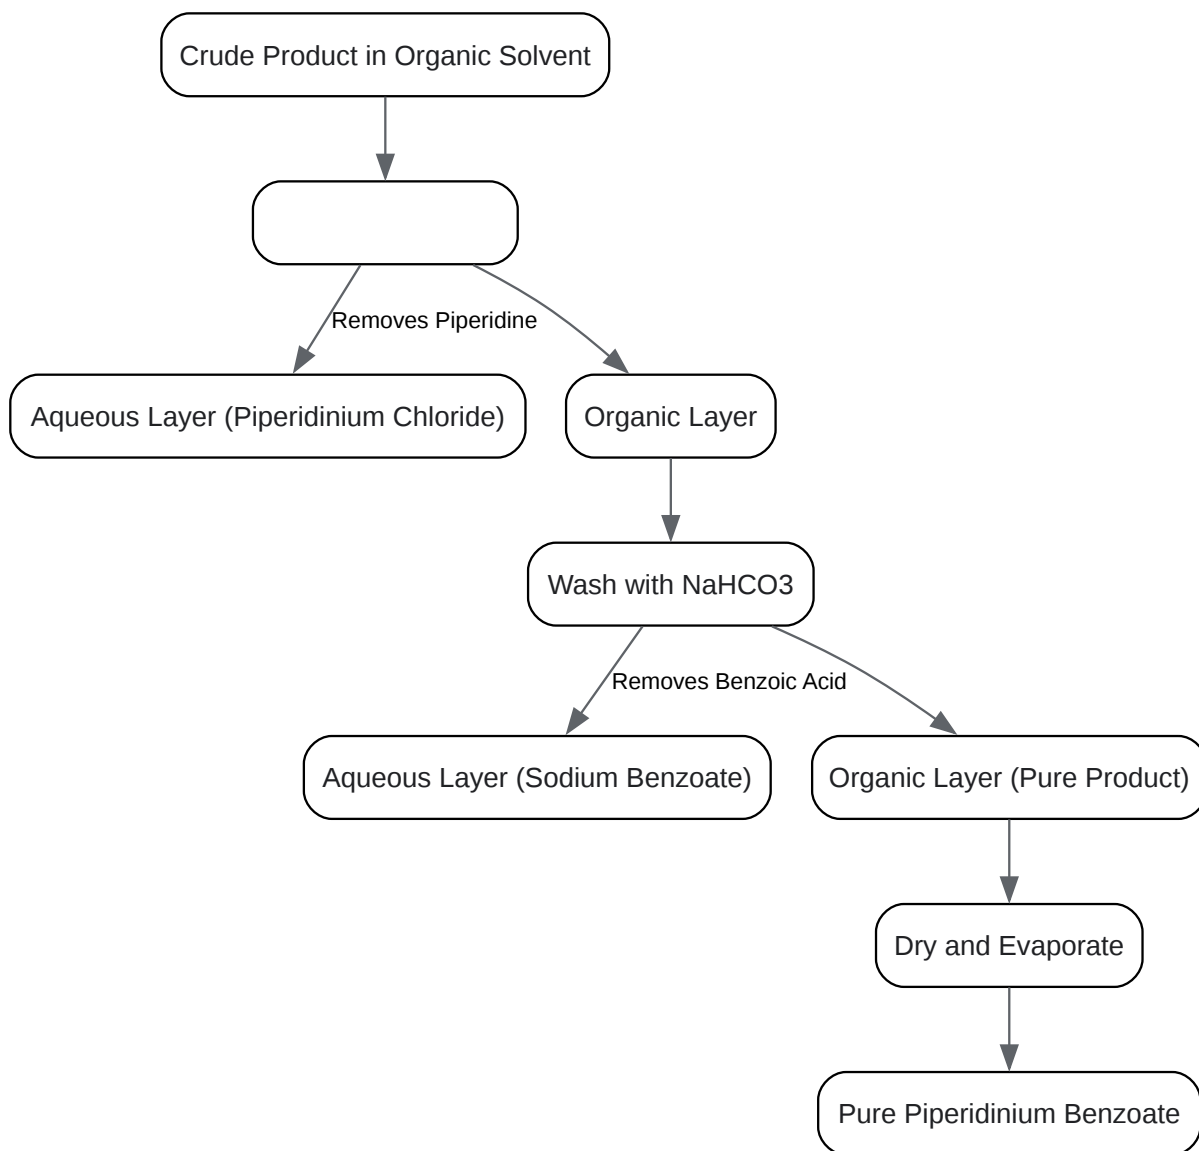 Crude Product in Organic Solvent
Removes Piperidine
Aqueous Layer (Piperidinium Chloride)
Organic Layer
Wash with NaHCO3
Removes Benzoic Acid
Aqueous Layer (Sodium Benzoate)
Organic Layer (Pure Product)
Dry and Evaporate
Pure Piperidinium Benzoate